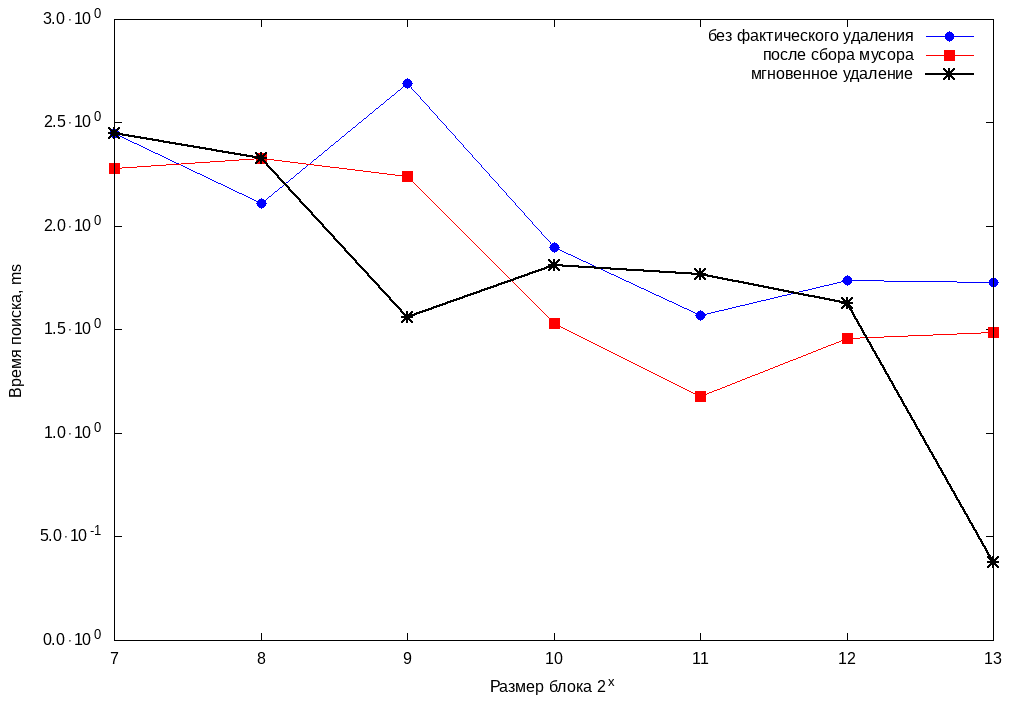 3.0·10⁰
без фактического удаления
после сбора мусора
мгновенное удаление
2.5·10⁰
2.0·10⁰
1.5·10⁰
1.0·10⁰
5.0·10⁻¹
0.0·10⁰
Время поиска, ms
7 8 9 10 11 12 13
Размер блока 2ˣ